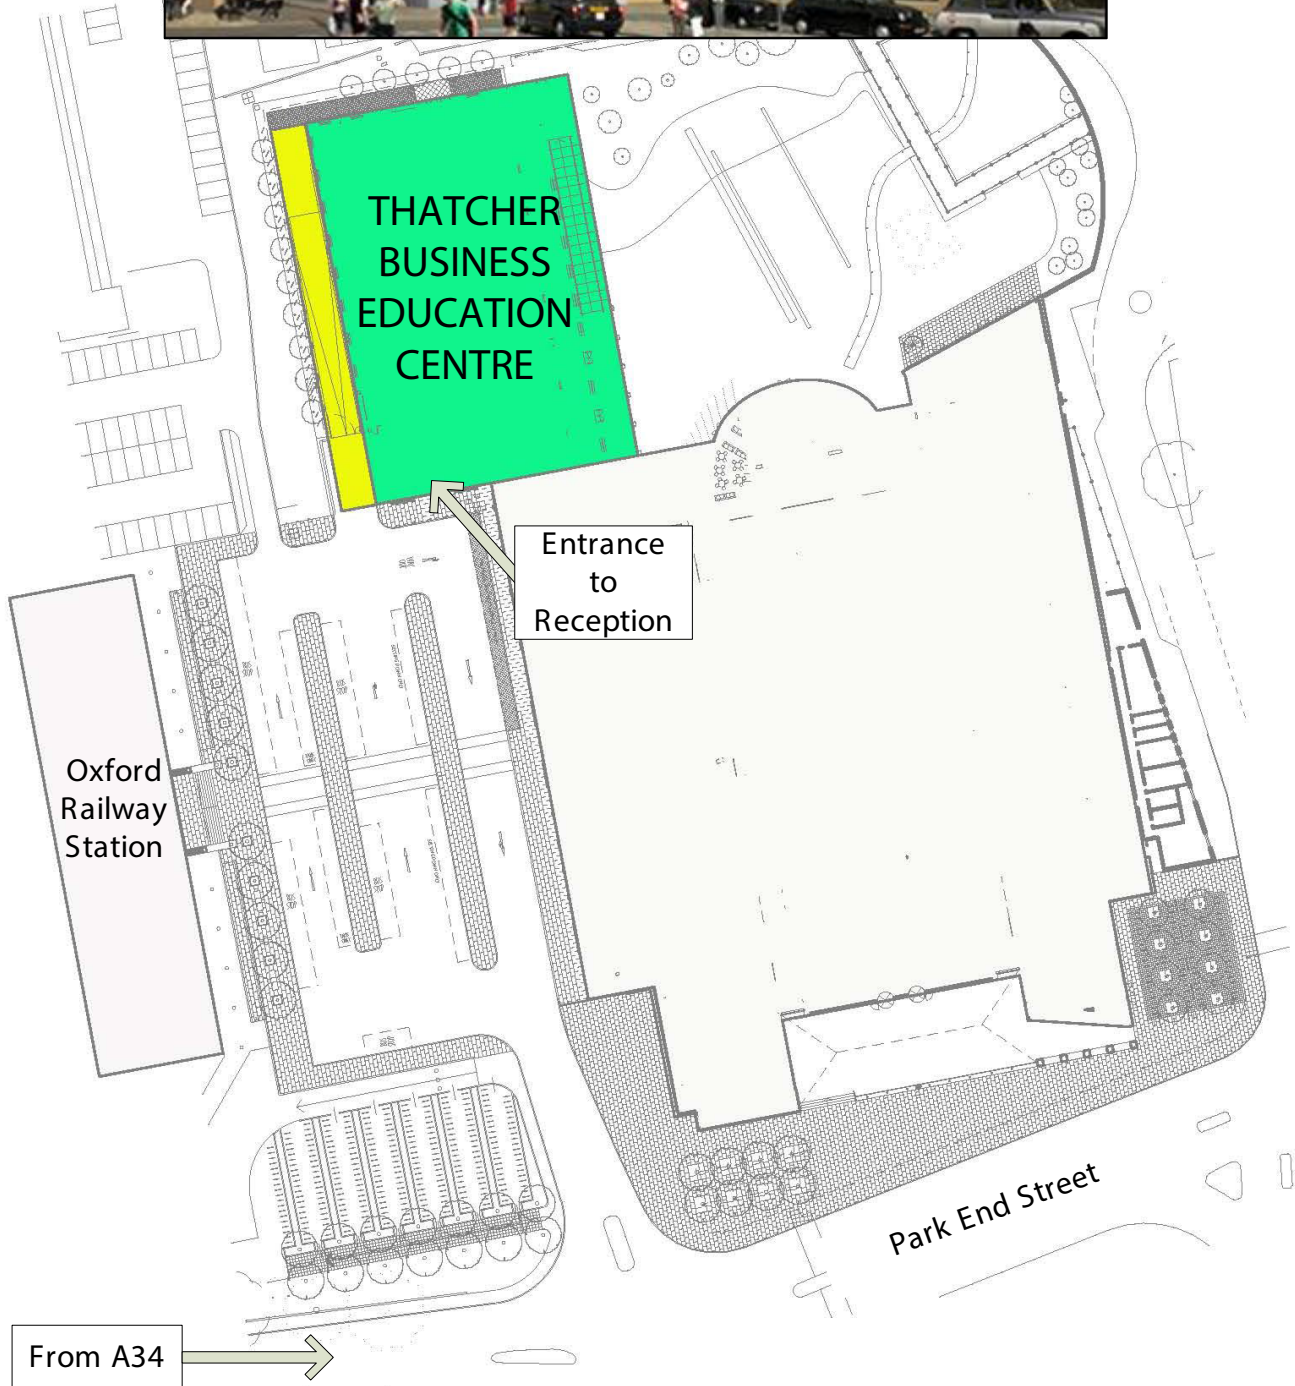 THATCHER
BUSINESS
EDUCATION
CENTRE
Entrance
to
Reception
Oxford
Railway
Station
Park End Street
From A34